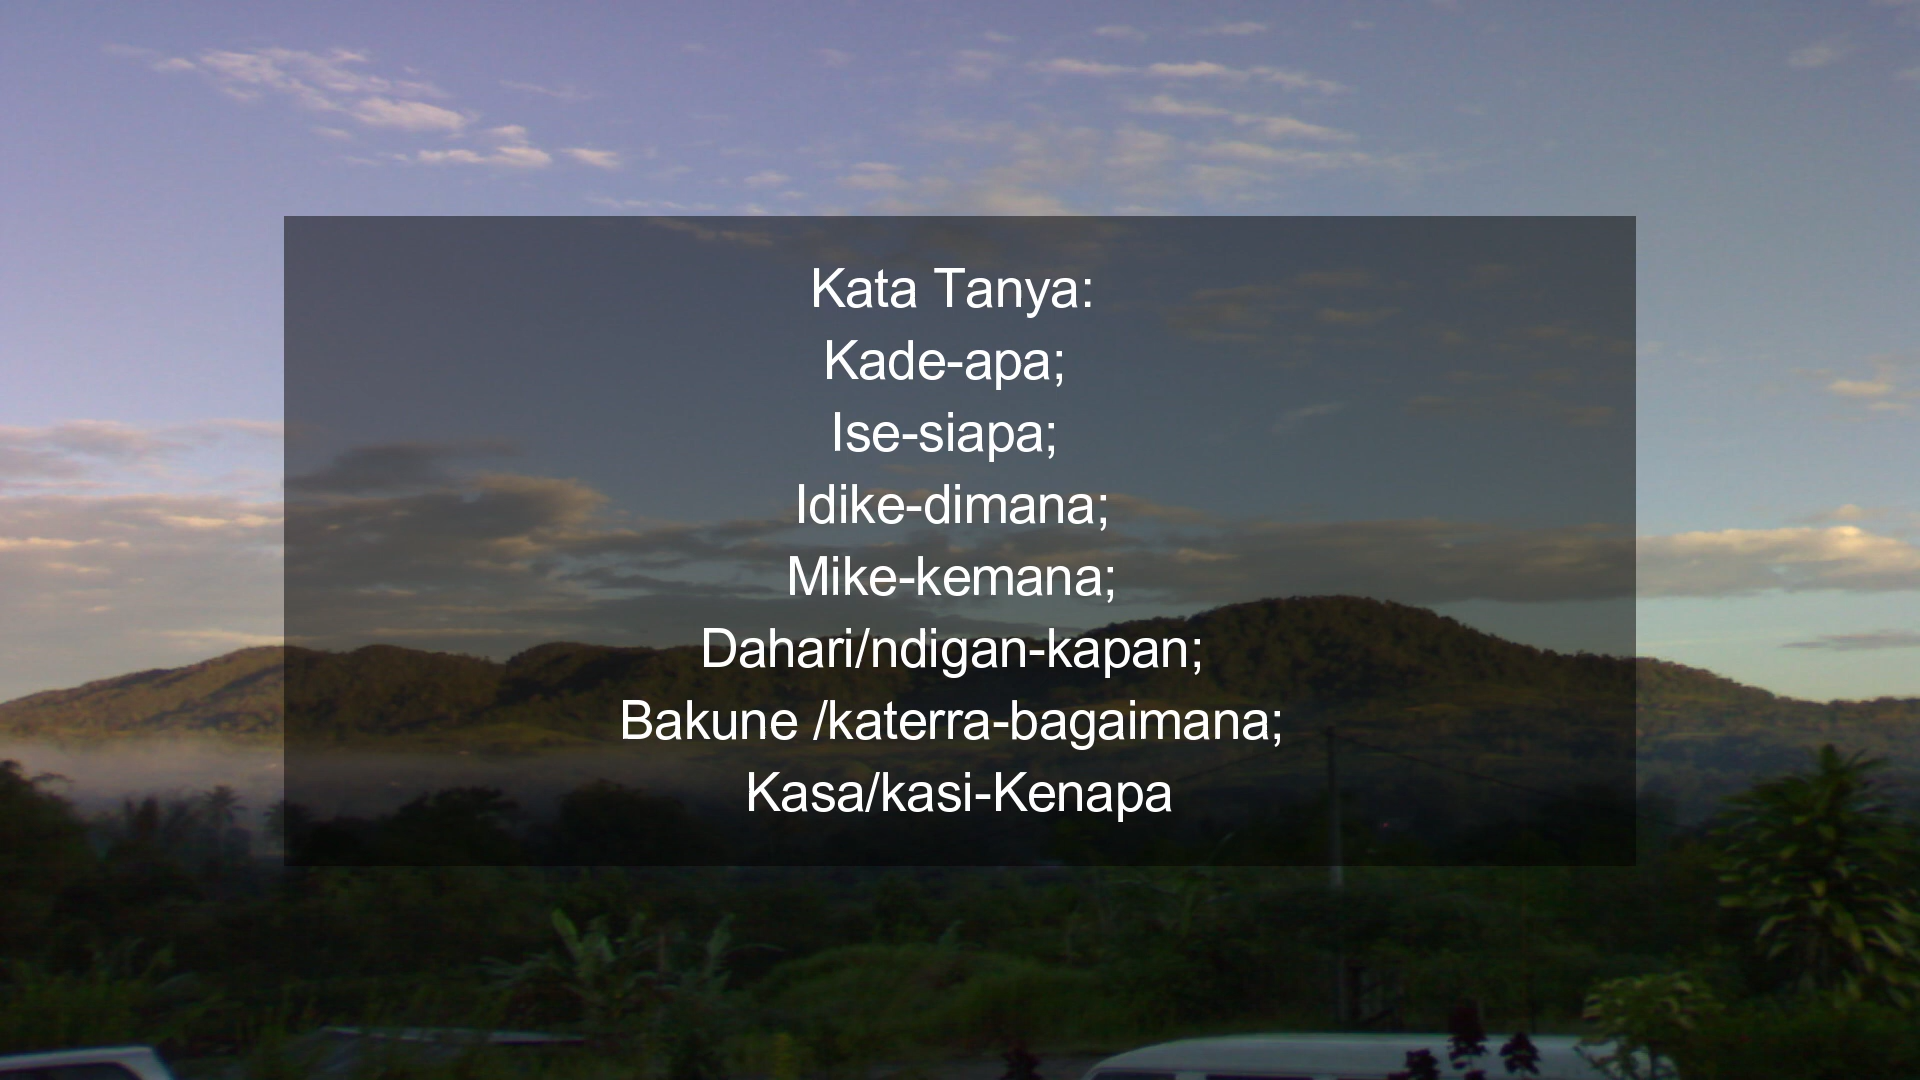 Kata Tanya:
Kade-apa;
Ise-siapa;
Idike-dimana;
Mike-kemana;
Dahari/ndigan-kapan;
Bakune /katerra-bagaimana;
Kasa/kasi-Kenapa